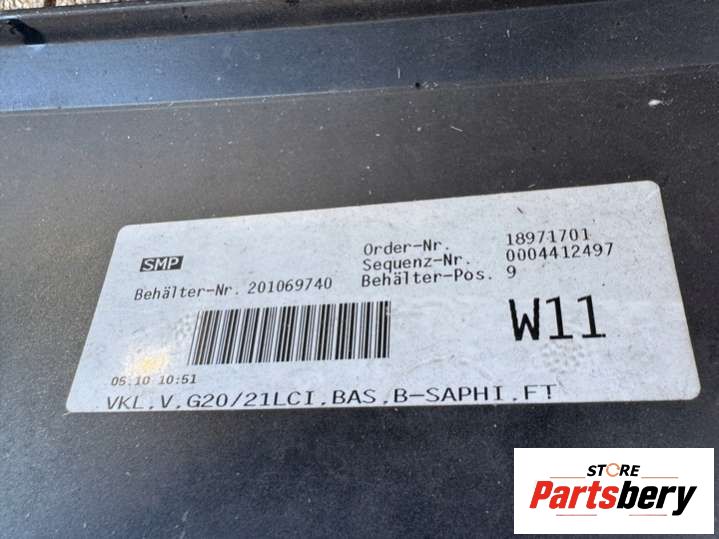 SMP
Order-Nr. 18971701
Sequenz-Nr. 0004412497
Behälter-Nr. 201069740 Behälter-Pos. 9
W11
05.10 10:51
VKL.V.G20/21LCI.BAS.B-SAPHI.FT
STORE
Partsbery